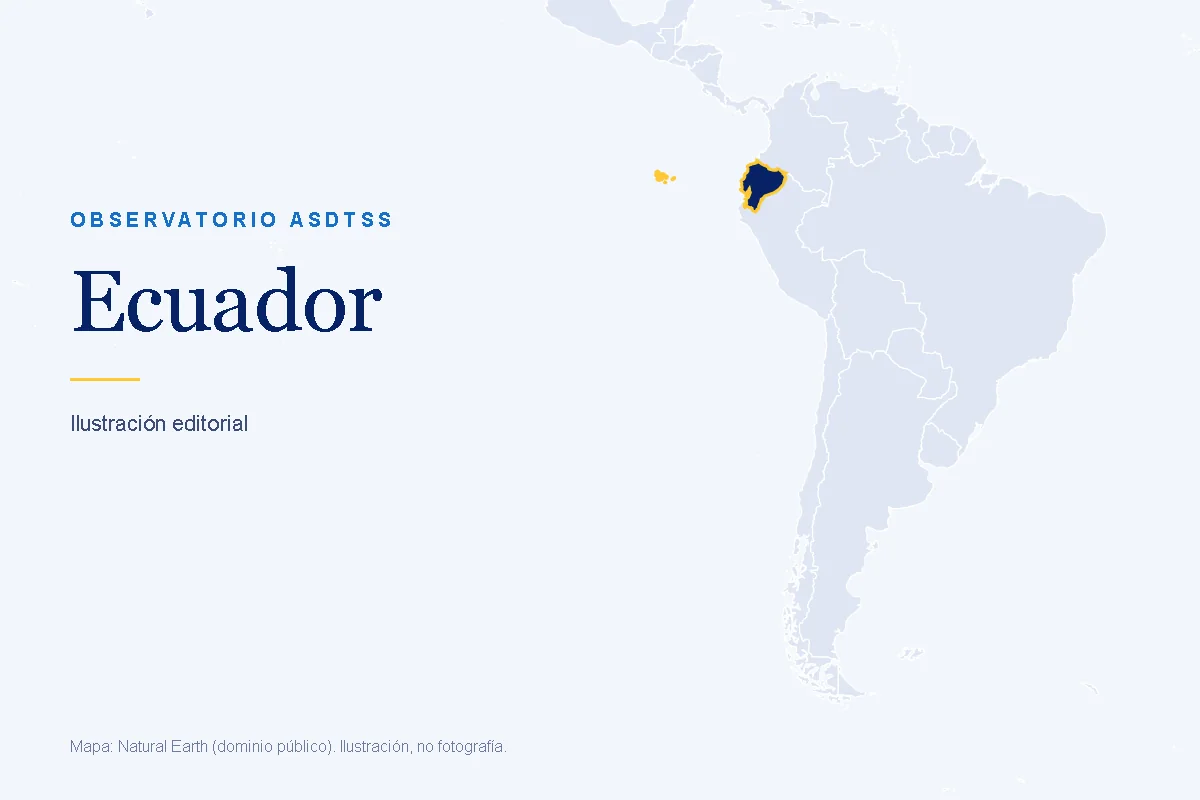 OBSERVATORIO ASDTSS
Ecuador
Ilustración editorial
Mapa: Natural Earth (dominio público). Ilustración, no fotografía.